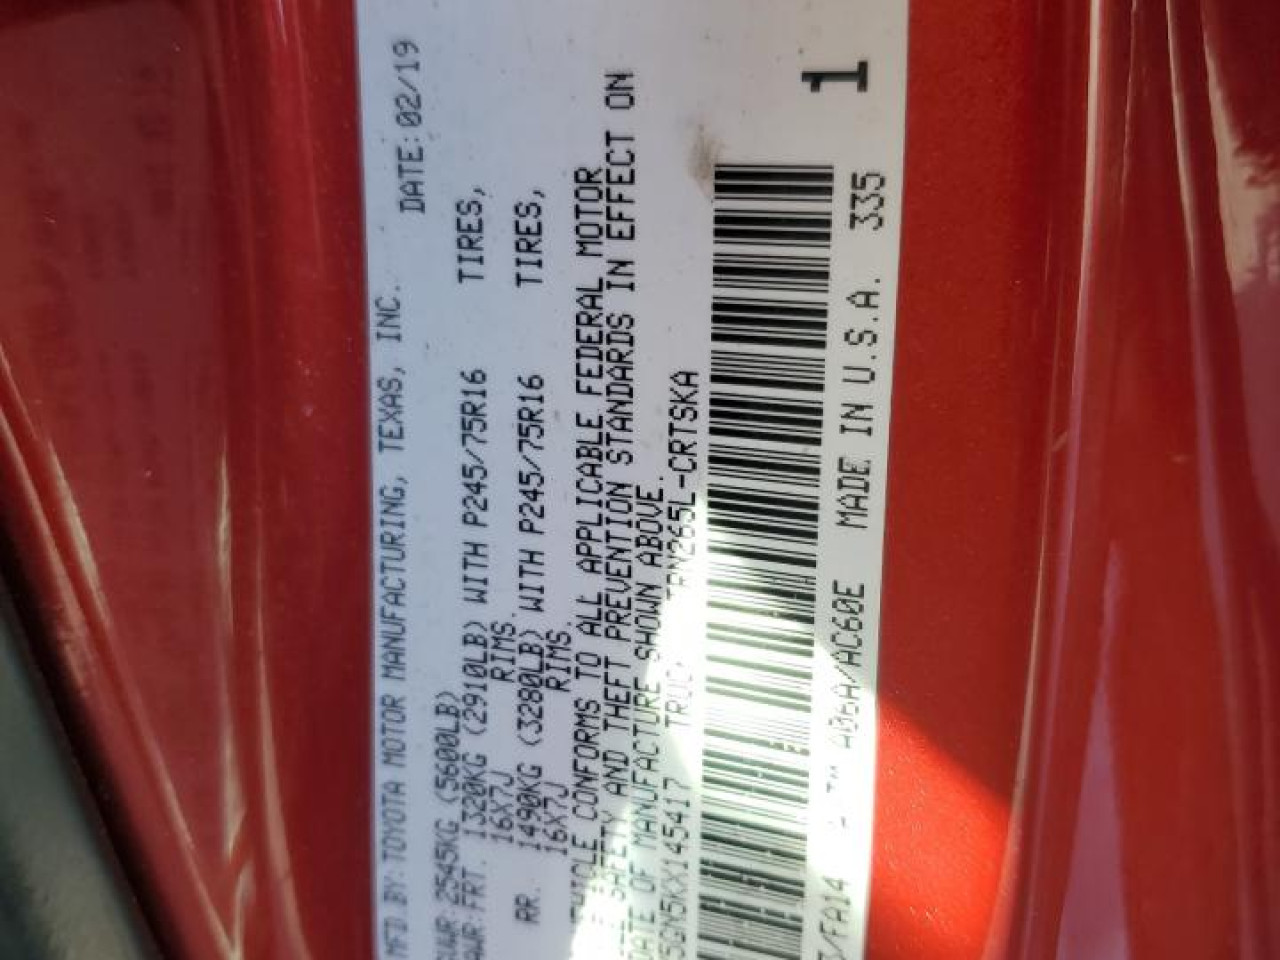 MFD BY: TOYOTA MOTOR MANUFACTURING, TEXAS, INC.
DATE: 02/19
GVWR 2545KG (5600LB)
GAWR: FRT. 1320KG (2910LB) WITH P245/75R16 TIRES,
16X7J RIMS.
RR. 1490KG (3280LB) WITH P245/75R16 TIRES,
16X7J RIMS.
VEHICLE CONFORMS TO ALL APPLICABLE FEDERAL MOTOR
SAFETY AND THEFT PREVENTION STANDARDS IN EFFECT ON
DATE OF MANUFACTURE SHOWN ABOVE.
5GN5KX145417 TRUCK TRN265L-CRTSKA
/FA14 A06A/AC60E MADE IN U.S.A. 335
1